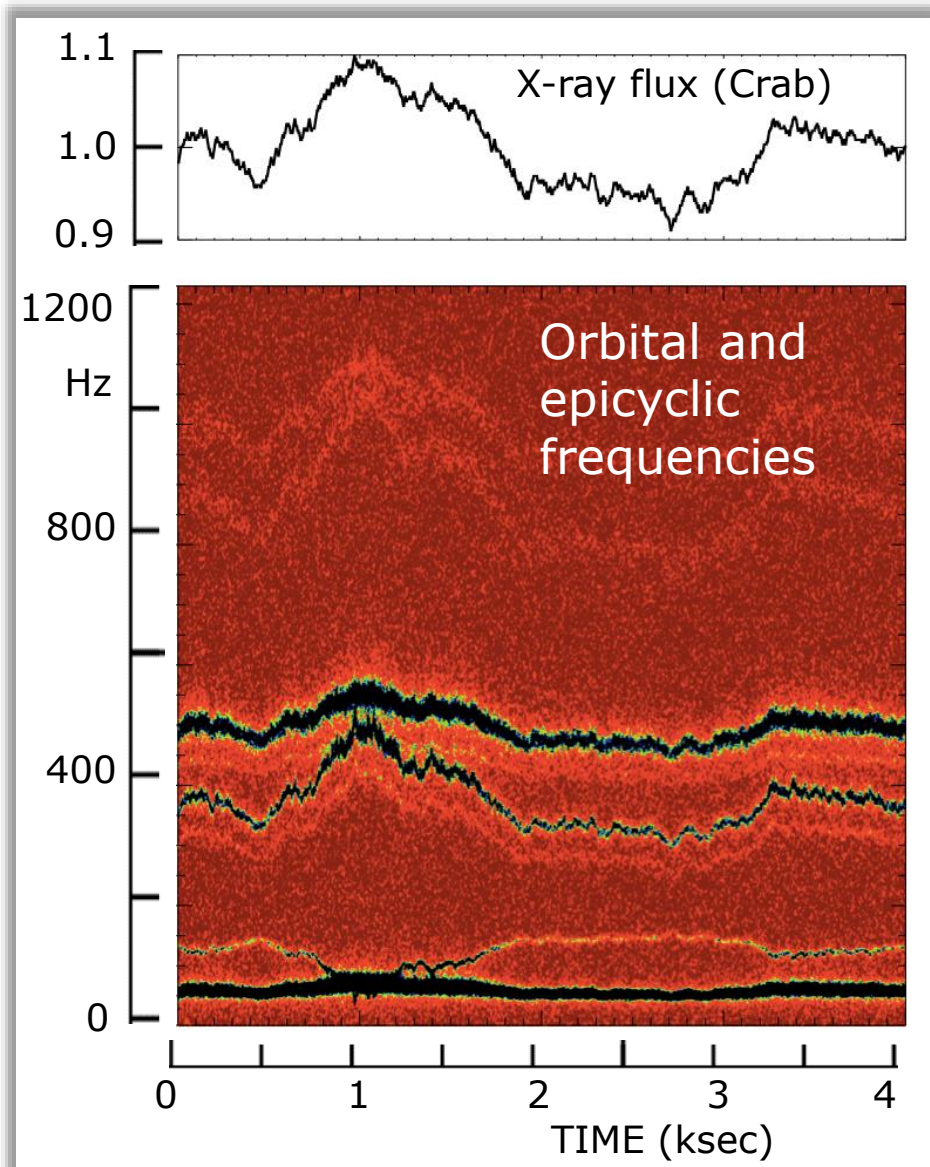 1.1
X-ray flux (Crab)
1.0
0.9
1200
Hz
Orbital and
epicyclic
frequencies
800
400
0
0 1 2 3 4
TIME (ksec)